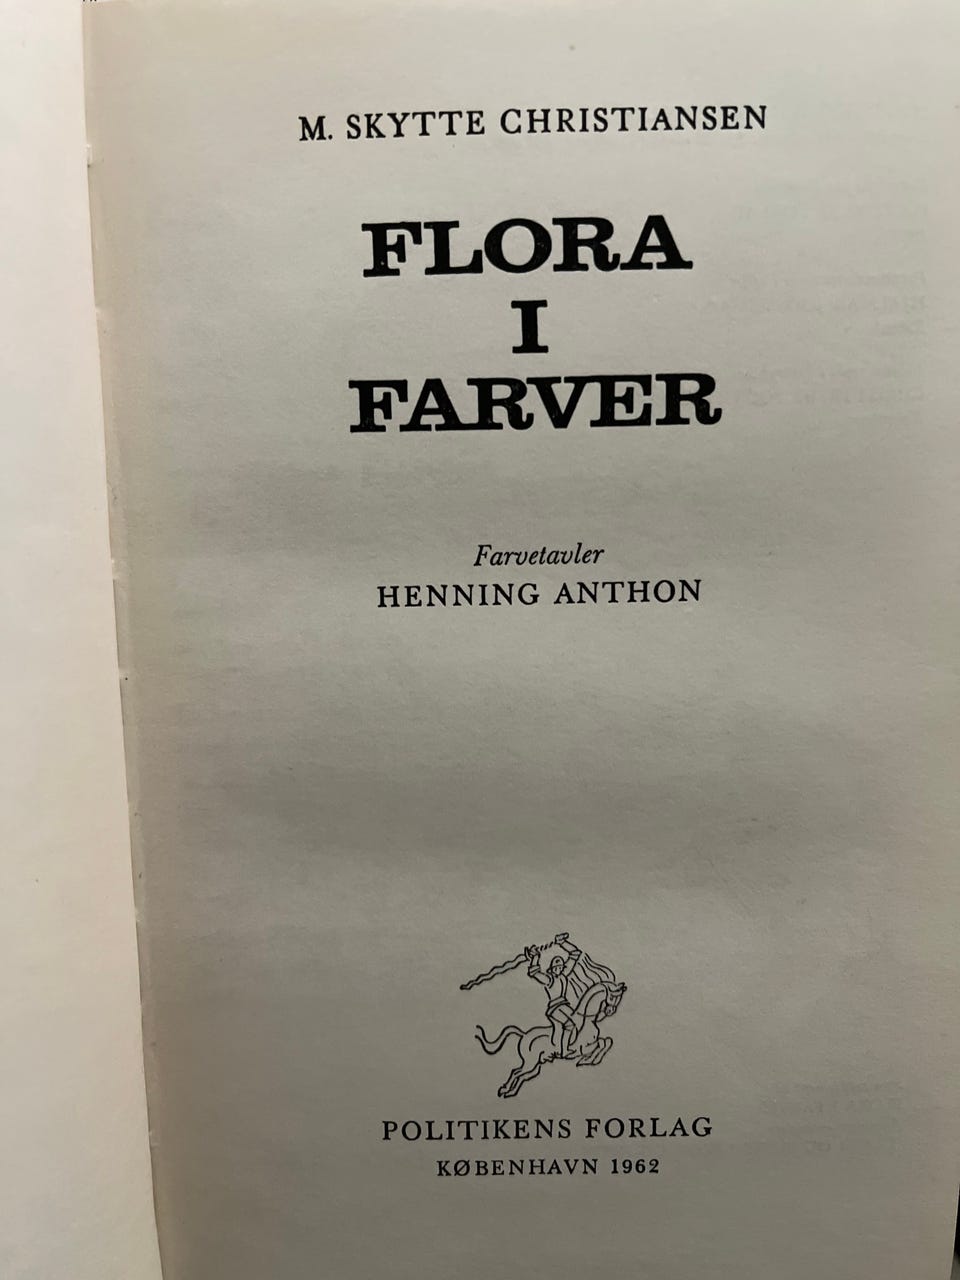 M. SKYTTE CHRISTIANSEN
FLORA
I
FARVER
Farvetavler
HENNING ANTHON
POLITIKENS FORLAG
KØBENHAVN 1962